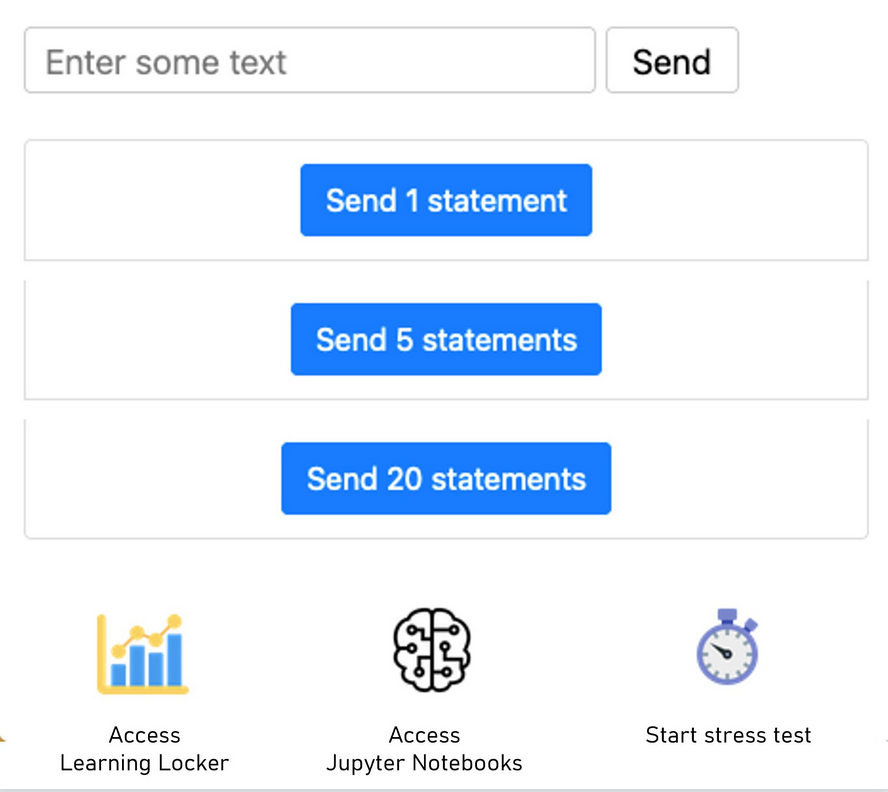 Enter some text
Send
Send 1 statement
Send 5 statements
Send 20 statements
Access
Learning Locker
Access
Jupyter Notebooks
Start stress test